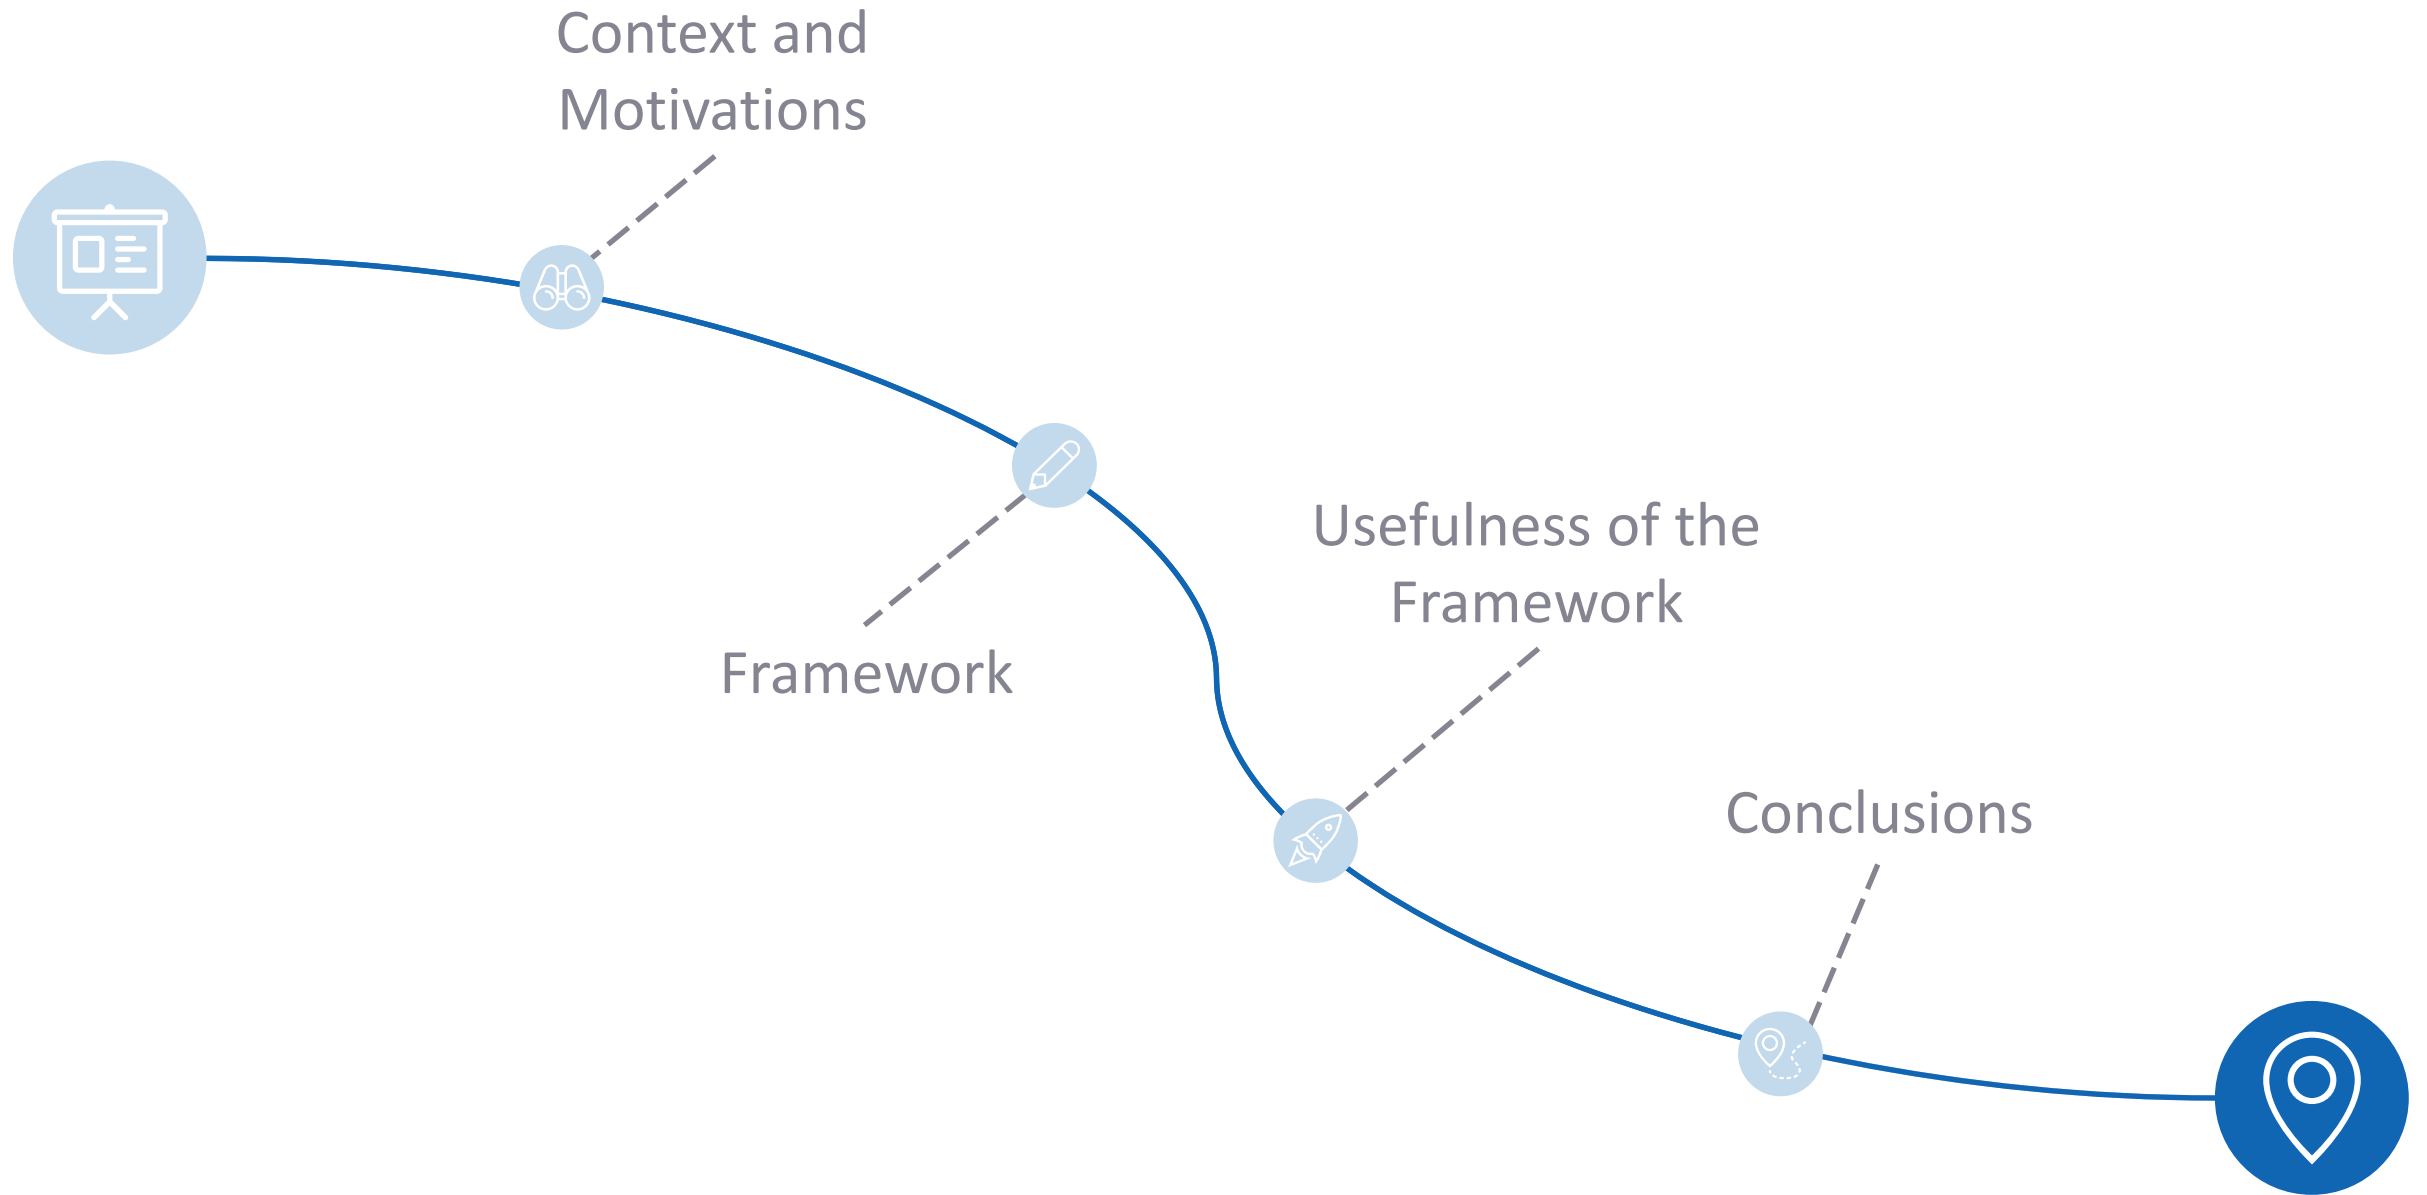 Context and
Motivations
Framework
Usefulness of the
Framework
Conclusions